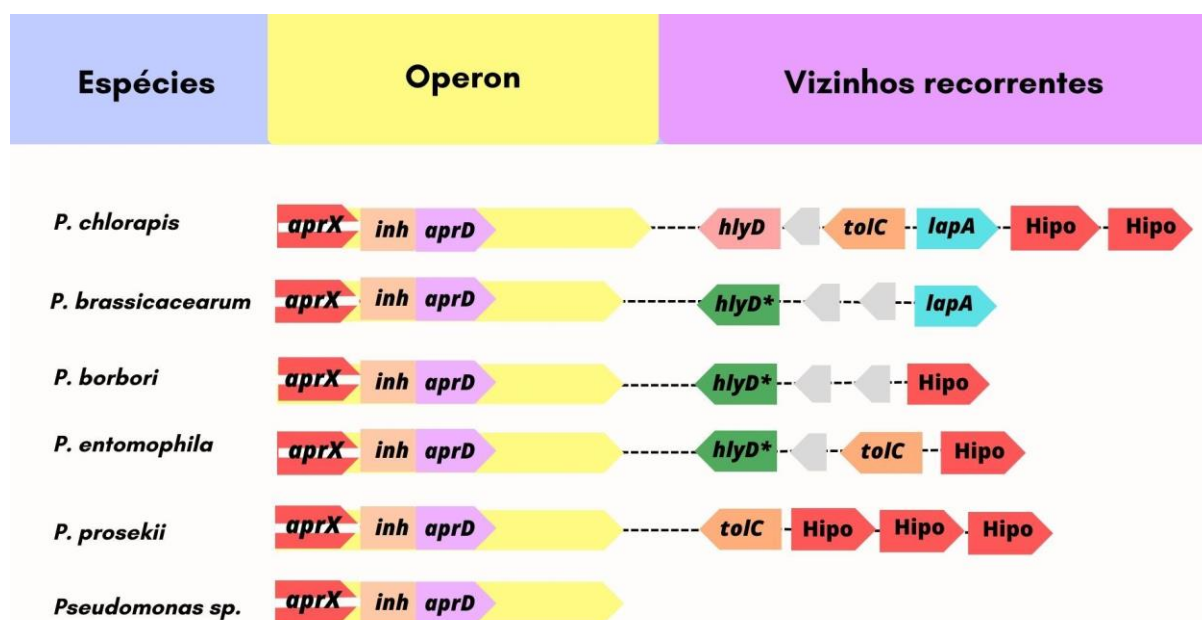 Espécies Operon Vizinhos recorrentes
P. chlorapis aprX inh aprD hlyD tolC lapA Hipo Hipo
P. brassicacearum aprX inh aprD hlyD* lapA
P. borbori aprX inh aprD hlyD* Hipo
P. entomophila aprX inh aprD hlyD* tolC Hipo
P. prosekii aprX inh aprD tolC Hipo Hipo Hipo
Pseudomonas sp. aprX inh aprD